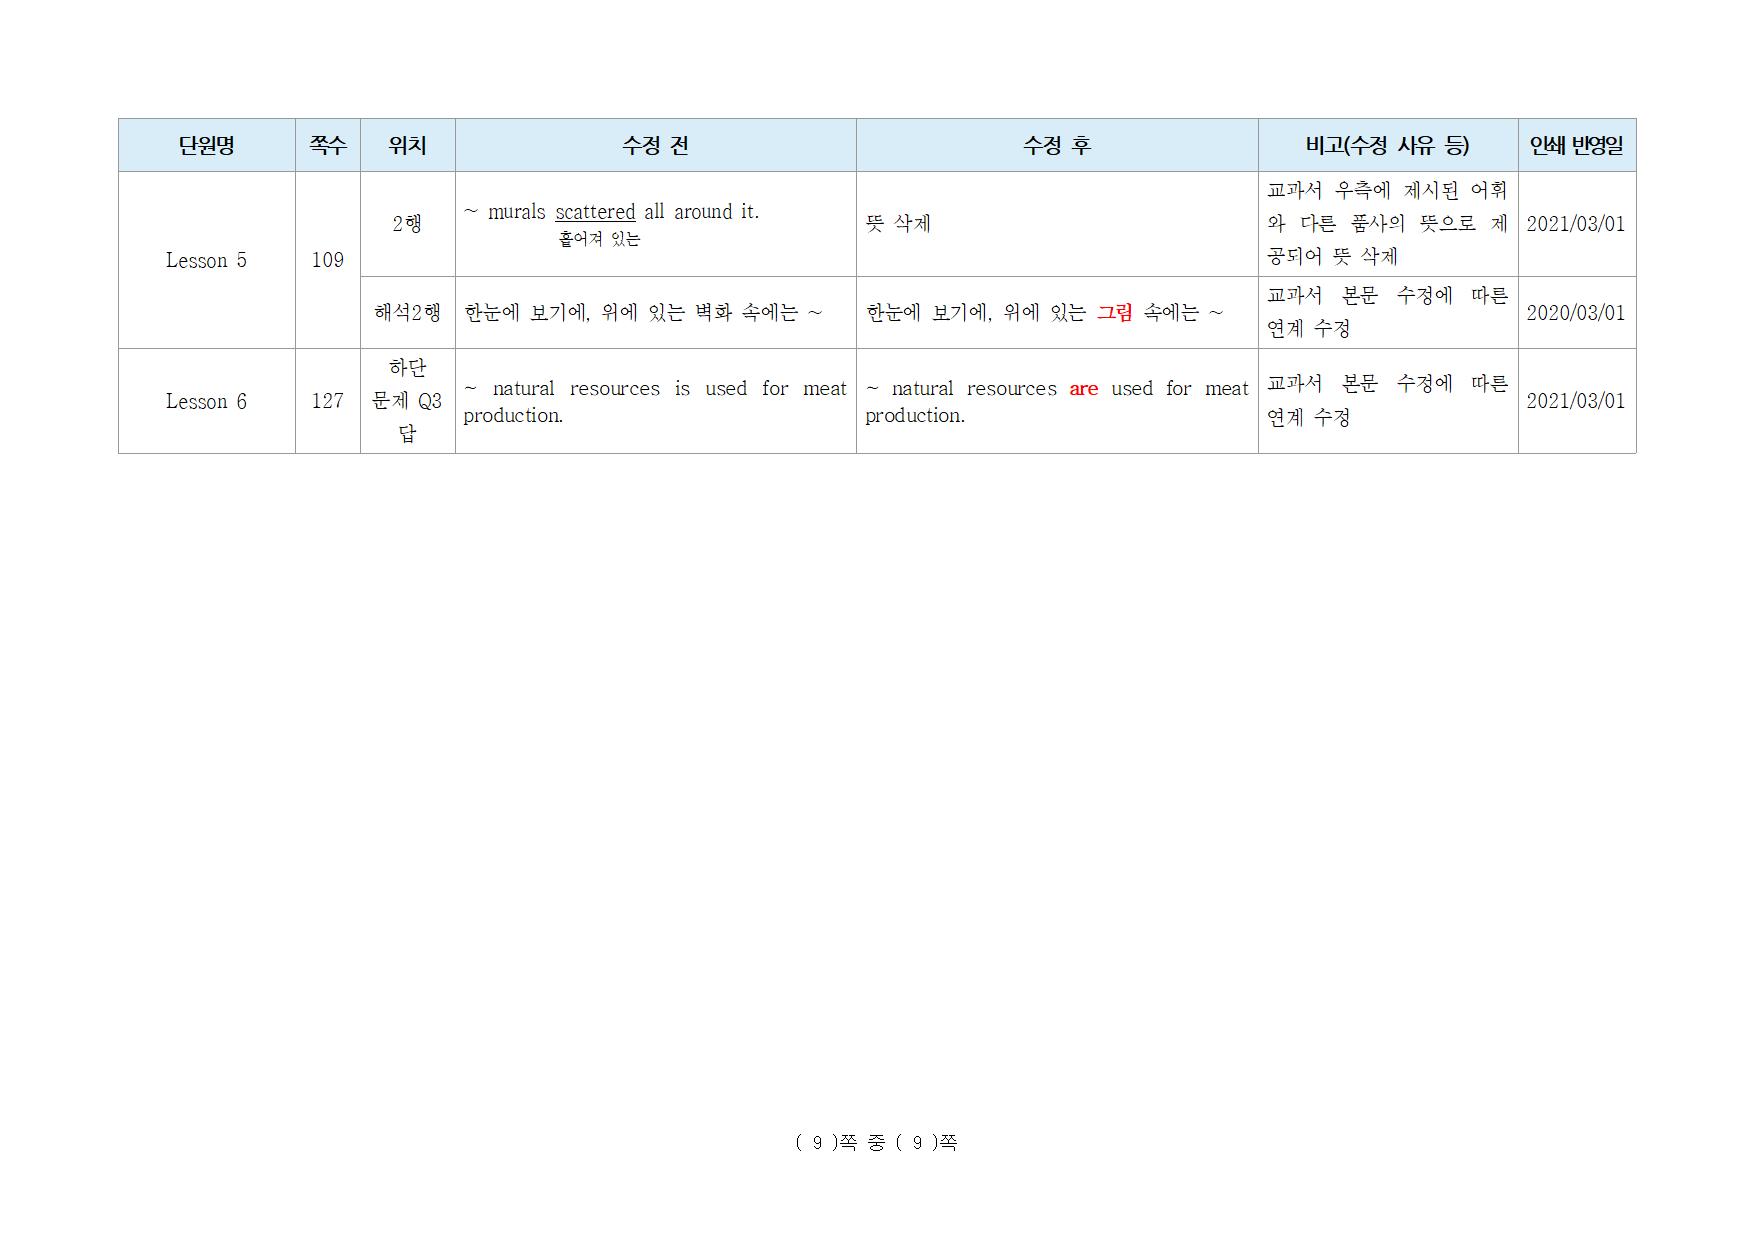 단원명 쪽수 위치 수정 전 수정 후 비고(수정 사유 등) 인쇄 반영일
Lesson 5
109
2행
~ murals scattered all around it.
흩어져 있는
뜻 삭제
교과서 우측에 제시된 어휘
와 다른 품사의 뜻으로 제
공되어 뜻 삭제
2021/03/01
해석2행
한눈에 보기에, 위에 있는 벽화 속에는 ~
한눈에 보기에, 위에 있는 그림 속에는 ~
교과서 본문 수정에 따른
연계 수정
2020/03/01
Lesson 6
127
하단
문제 Q3
답
~ natural resources is used for meat
production.
~ natural resources are used for meat
production.
교과서 본문 수정에 따른
연계 수정
2021/03/01
( 9 )쪽 중 ( 9 )쪽